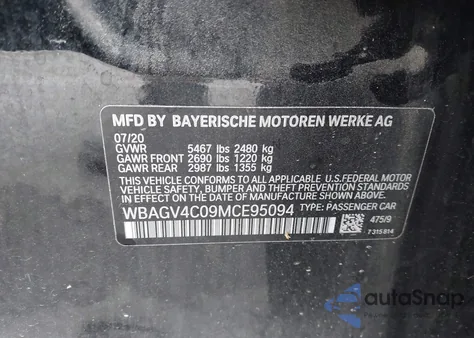 MFD BY BAYERISCHE MOTOREN WERKE AG
07/20
GVWR 5467 lbs 2480 kg
GAWR FRONT 2690 lbs 1220 kg
GAWR REAR 2987 lbs 1355 kg
THIS VEHICLE CONFORMS TO ALL APPLICABLE U.S.FEDERAL MOTOR
VEHICLE SAFETY, BUMPER, AND THEFT PREVENTION STANDARDS IN
EFFECT ON THE DATE OF MANUFACTURE SHOWN ABOVE.
WBAGV4C09MCE95094 TYPE: PASSENGER CAR
475/9
7315814
autoSnap